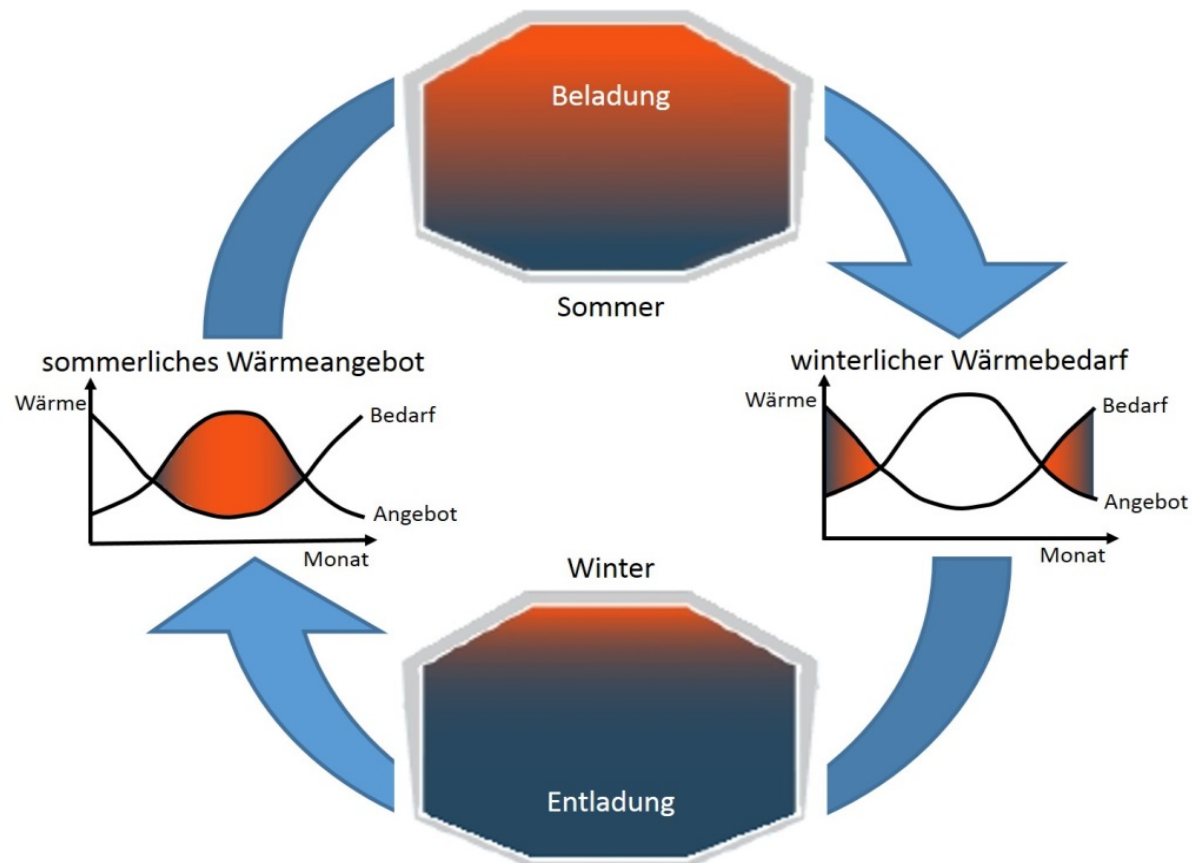 Beladung
Sommer
sommerliches Wärmeangebot
Wärme
Bedarf
Angebot
Monat
winterlicher Wärmebedarf
Wärme
Bedarf
Angebot
Monat
Winter
Entladung